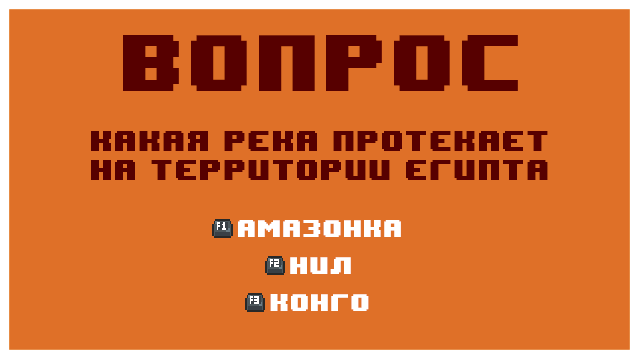 ВОПРОС
КАКАЯ РЕКА ПРОТЕКАЕТ
НА ТЕРРИТОРИИ ЕГИПТА
F1 АМАЗОНКА
F2 НИЛ
F3 КОНГО